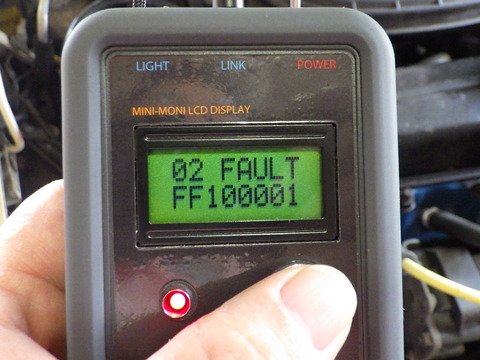 LIGHT LINK POWER
MINI-MONI LCD DISPLAY
02 FAULT
FF100001